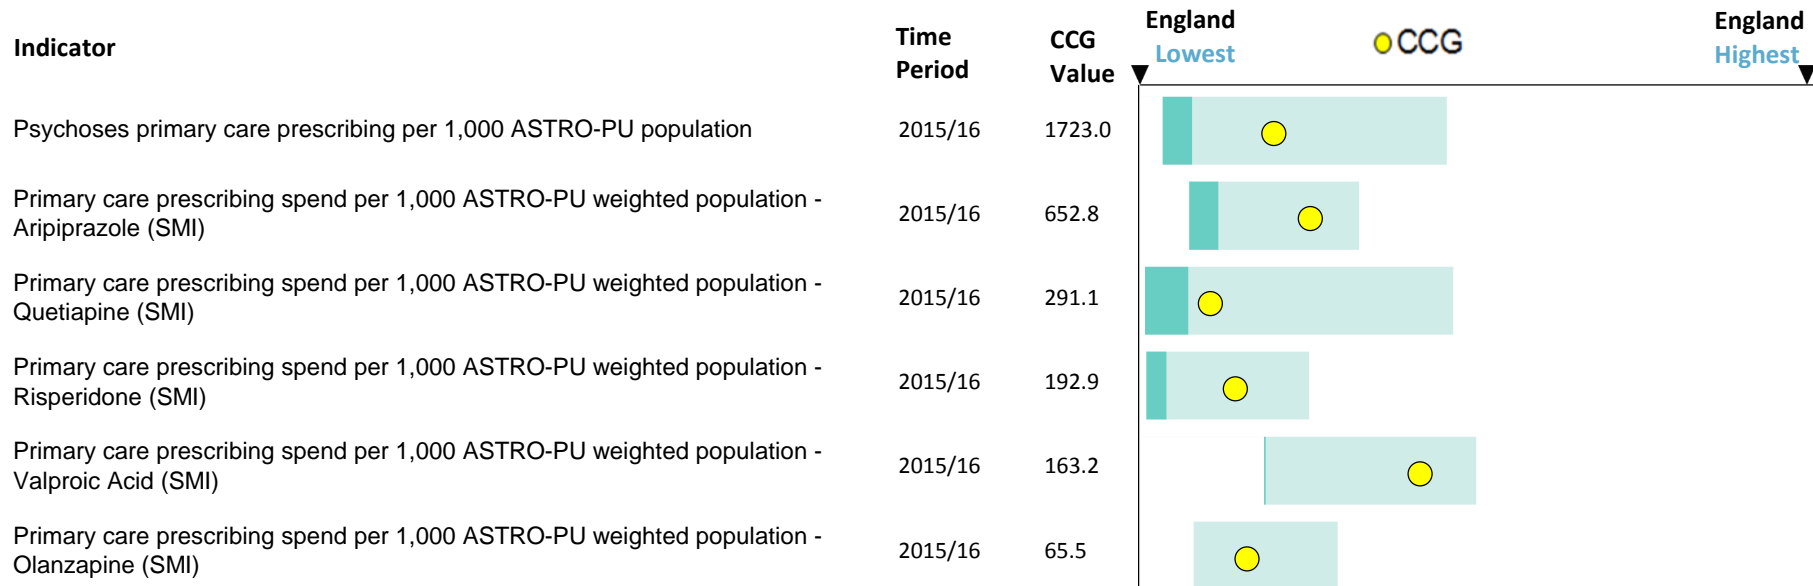 Indicator
Time Period
CCG Value
England Lowest
CCG
England Highest
Psychoses primary care prescribing per 1,000 ASTRO-PU population
2015/16
1723.0
Primary care prescribing spend per 1,000 ASTRO-PU weighted population -
Aripiprazole (SMI)
2015/16
652.8
Primary care prescribing spend per 1,000 ASTRO-PU weighted population -
Quetiapine (SMI)
2015/16
291.1
Primary care prescribing spend per 1,000 ASTRO-PU weighted population -
Risperidone (SMI)
2015/16
192.9
Primary care prescribing spend per 1,000 ASTRO-PU weighted population -
Valproic Acid (SMI)
2015/16
163.2
Primary care prescribing spend per 1,000 ASTRO-PU weighted population -
Olanzapine (SMI)
2015/16
65.5